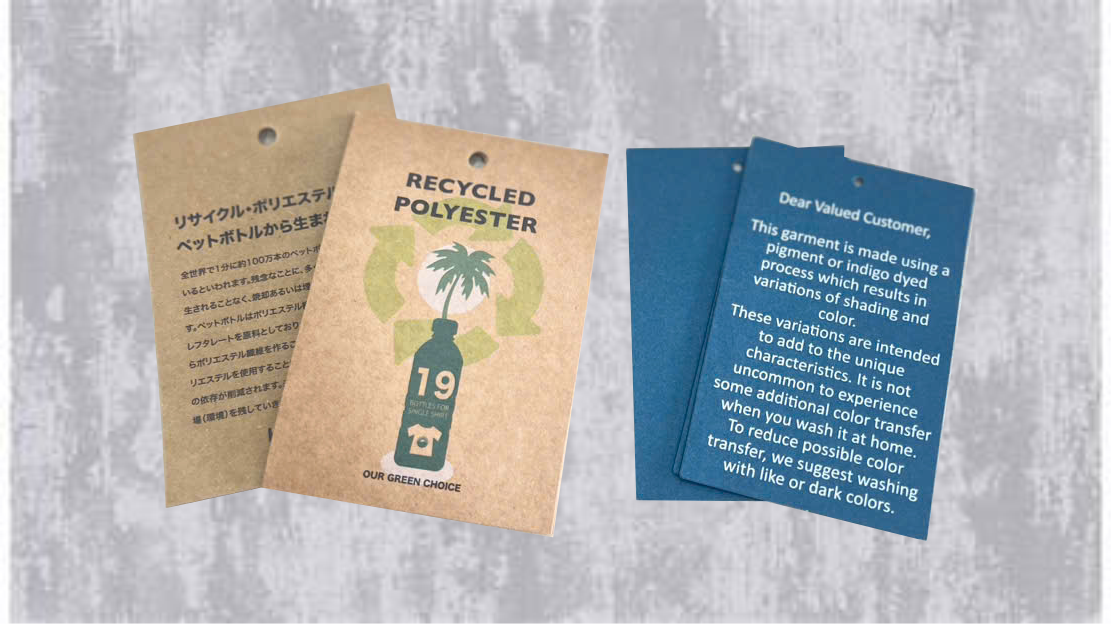 リサイクル・ポリエステル
ペットボトルから生ま
全世界で1分に約100万本のペットボ
いるといわれます。残念なことに、多
生されることなく、焼却あるいは埋
す。ペットボトルはポリエステル
レフタレートを原料としており
らポリエステル繊維を作るこ
リエステルを使用すること
の依存が削減されます。
場(環境)を残していき
RECYCLED
POLYESTER
19
BOTTLES FOR
SINGLE SHIRT
OUR GREEN CHOICE
Dear Valued Customer,
This garment is made using a
pigment or indigo dyed
process which results in
variations of shading and
color.
These variations are intended
to add to the unique
characteristics. It is not
uncommon to experience
some additional color transfer
when you wash it at home.
To reduce possible color
transfer, we suggest washing
with like or dark colors.